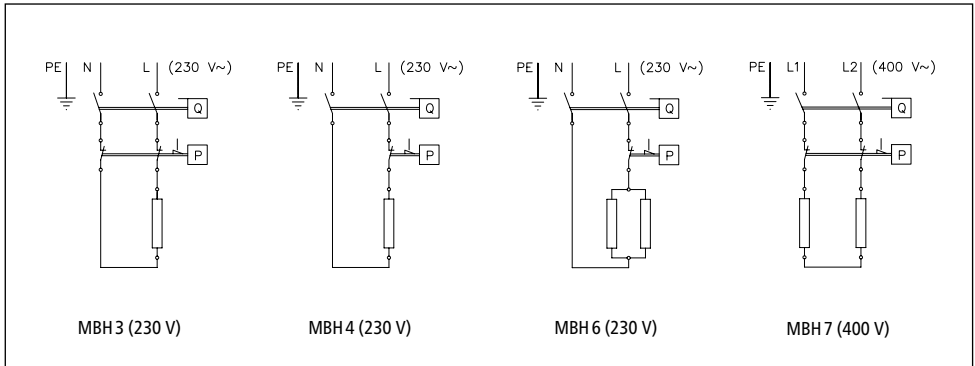 PE N L (230 V~) PE N L (230 V~) PE N L (230 V~) PE L1 L2 (400 V~)
Q Q Q Q
P P P P
MBH 3 (230 V) MBH 4 (230 V) MBH 6 (230 V) MBH 7 (400 V)